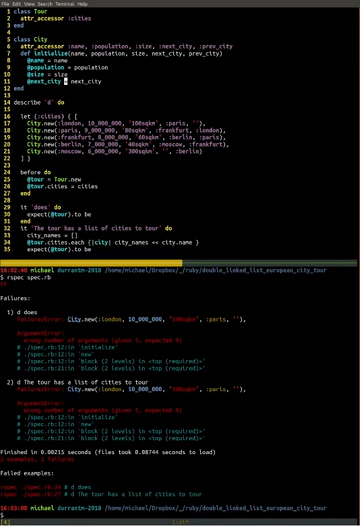 File Edit View Search Terminal Help
1 class Tour
2 attr_accessor :cities
3 end
4
5 class City
6 attr_accessor :name, :population, :size, :next_city, :prev_city
7 def initialize(name, population, size, next_city, prev_city)
8 @name = name
9 @population = population
10 @size = size
11 @next_city = next_city
12 end
13
14 describe 'd' do
15
16 let (:cities) { [
17 City.new(:london, 10_000_000, '100sqkm', :paris, ''),
18 City.new(:paris, 9_000_000, '80sqkm', :frankfurt, :london),
19 City.new(:frankfurt, 8_000_000, '60sqkm', :berlin, :paris),
20 City.new(:berlin, 7_000_000, '40sqkm', :moscow, :frankfurt),
21 City.new(:moscow, 6_000_000, '300sqkm', '', :berlin)
22 ] }
23
24 before do
25 @tour = Tour.new
26 @tour.cities = cities
27 end
30
31 it 'does' do
31 expect(@tour).to be
32 end
32 it 'The tour has a list of cities to tour' do
33 city_names = []
34 @tour.cities.each {|city| city_names << city.name }
35 expect(@tour).to be
16:02:40 michael durrantm-2018 /home/michael/Dropbox/_/ruby/double_linked_list_european_city_tour
$ rspec spec.rb
FF
Failures:
1) d does
Failure/Error: City.new(:london, 10_000_000, '100sqkm', :paris, ''),
ArgumentError:
wrong number of arguments (given 5, expected 0)
# ./spec.rb:12:in `initialize'
# ./spec.rb:12:in `new'
# ./spec.rb:12:in `block (2 levels) in <top (required)>'
# ./spec.rb:21:in `block (2 levels) in <top (required)>'
2) d The tour has a list of cities to tour
Failure/Error: City.new(:london, 10_000_000, '100sqkm', :paris, ''),
ArgumentError:
wrong number of arguments (given 5, expected 0)
# ./spec.rb:12:in `initialize'
# ./spec.rb:12:in `new'
# ./spec.rb:12:in `block (2 levels) in <top (required)>'
# ./spec.rb:21:in `block (2 levels) in <top (required)>'
Finished in 0.00215 seconds (files took 0.08744 seconds to load)
2 examples, 2 failures
Failed examples:
rspec ./spec.rb:24 # d does
rspec ./spec.rb:27 # d The tour has a list of cities to tour
16:03:00 michael durrantm-2018 /home/michael/Dropbox/_/ruby/double_linked_list_european_city_tour
$